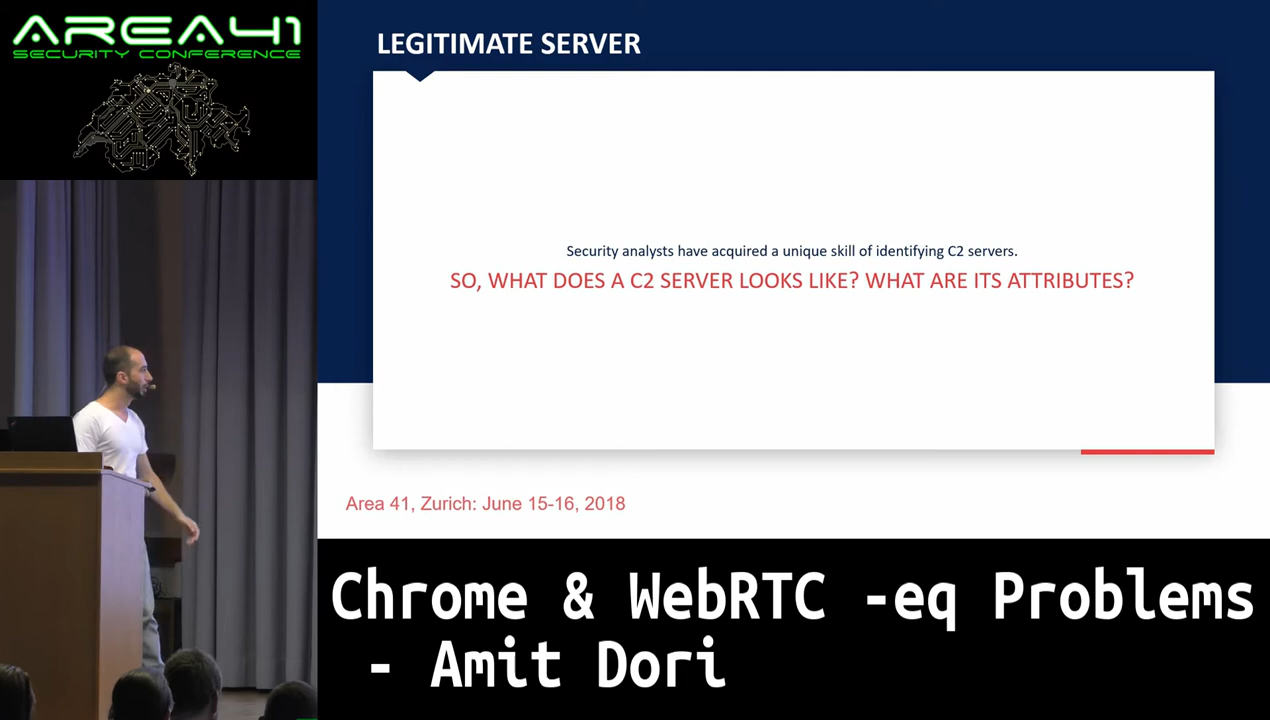 AREA41
SECURITY CONFERENCE
LEGITIMATE SERVER
Security analysts have acquired a unique skill of identifying C2 servers.
SO, WHAT DOES A C2 SERVER LOOKS LIKE? WHAT ARE ITS ATTRIBUTES?
Area 41, Zurich: June 15-16, 2018
Chrome & WebRTC -eq Problems
- Amit Dori